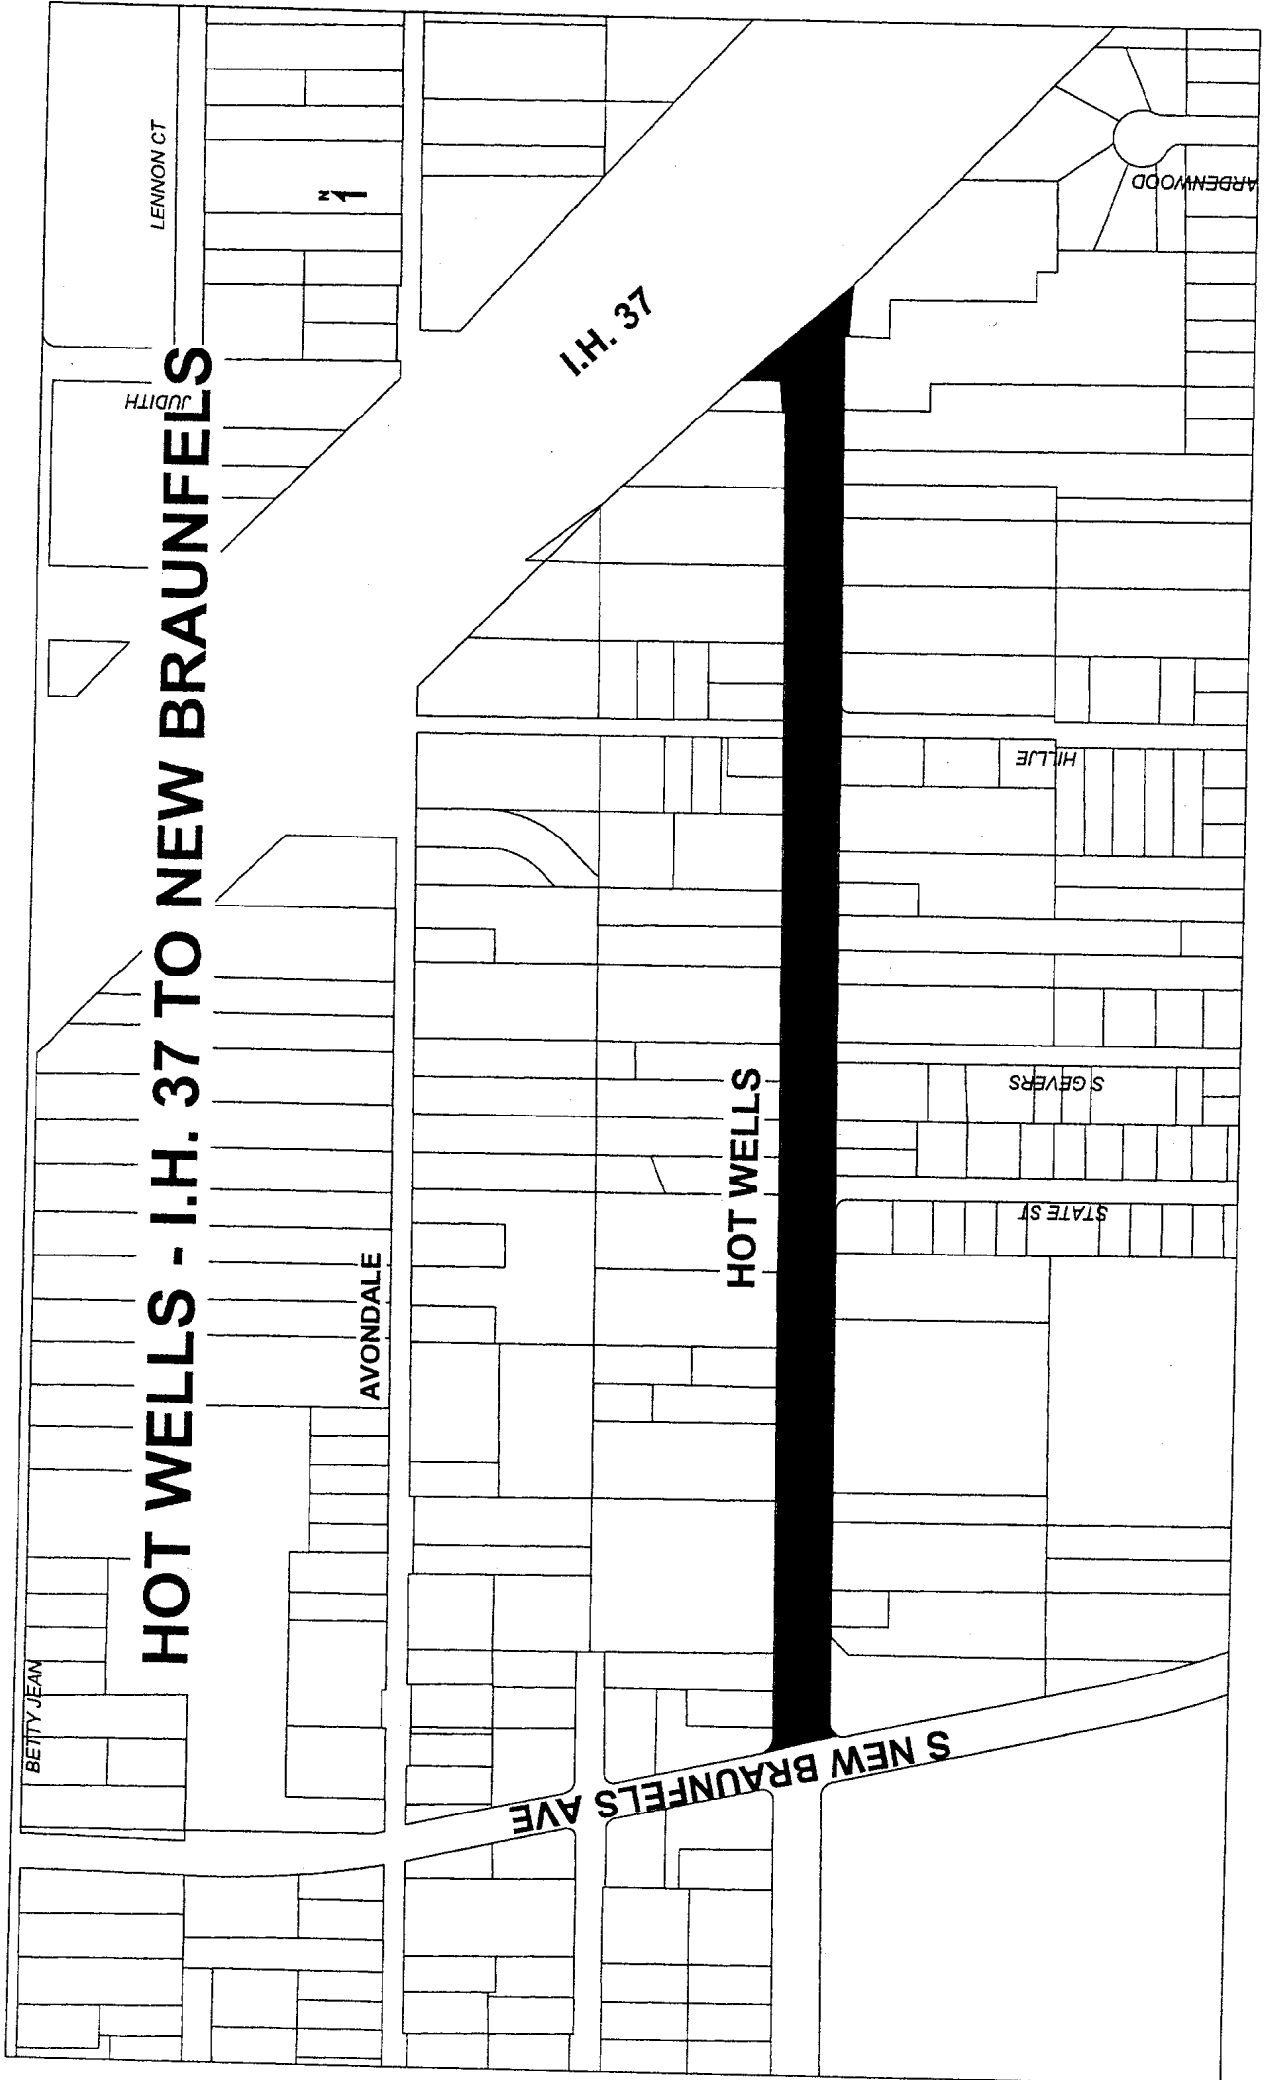 HOT WELLS - I.H. 37 TO NEW BRAUNFELS
BETTY JEAN
LENNON CT
JUDITH
N
1
AVONDALE
I.H. 37
S NEW BRAUNFELS AVE
HOT WELLS
STATE ST
S GEVERS
HILLJE
ARDENWOOD